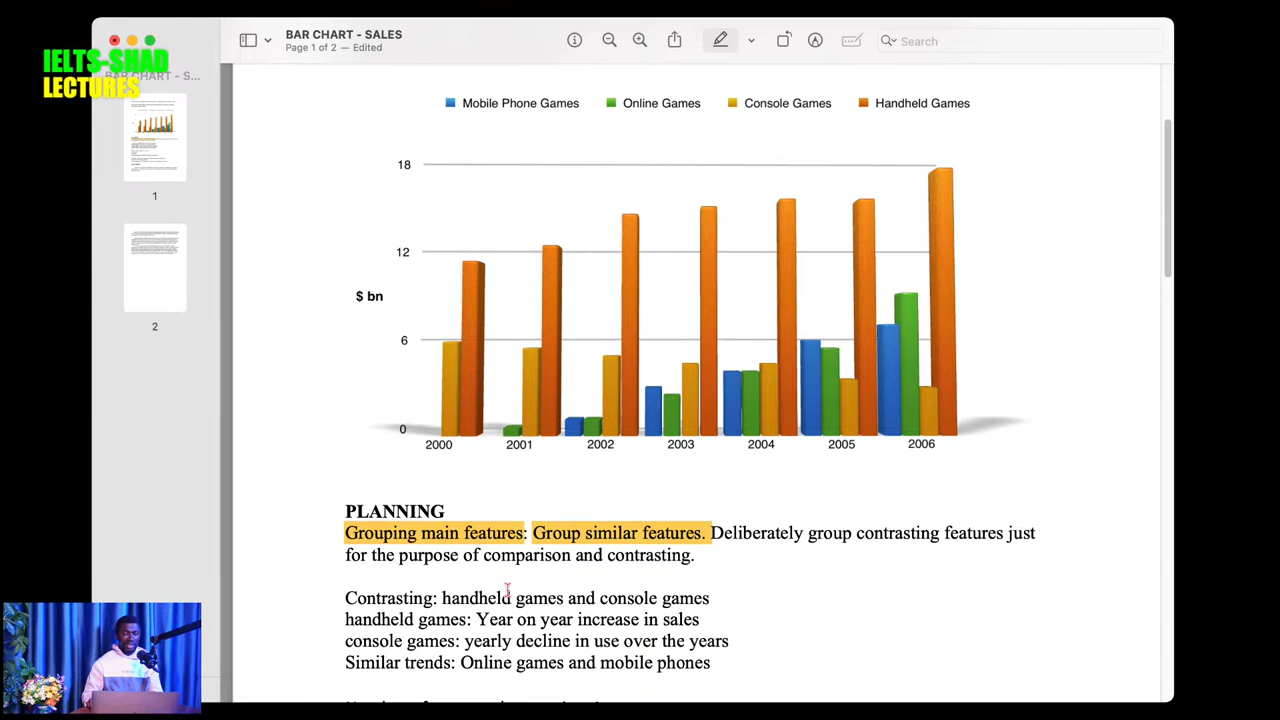 BAR CHART - SALES
Page 1 of 2 — Edited
Search
IELTS-SHAD
LECTURES
BAR CHART - S...
1
2
Mobile Phone Games
Online Games
Console Games
Handheld Games
18
12
$ bn
6
0
2000
2001
2002
2003
2004
2005
2006
PLANNING
Grouping main features: Group similar features. Deliberately group contrasting features just
for the purpose of comparison and contrasting.
Contrasting: handheld games and console games
handheld games: Year on year increase in sales
console games: yearly decline in use over the years
Similar trends: Online games and mobile phones